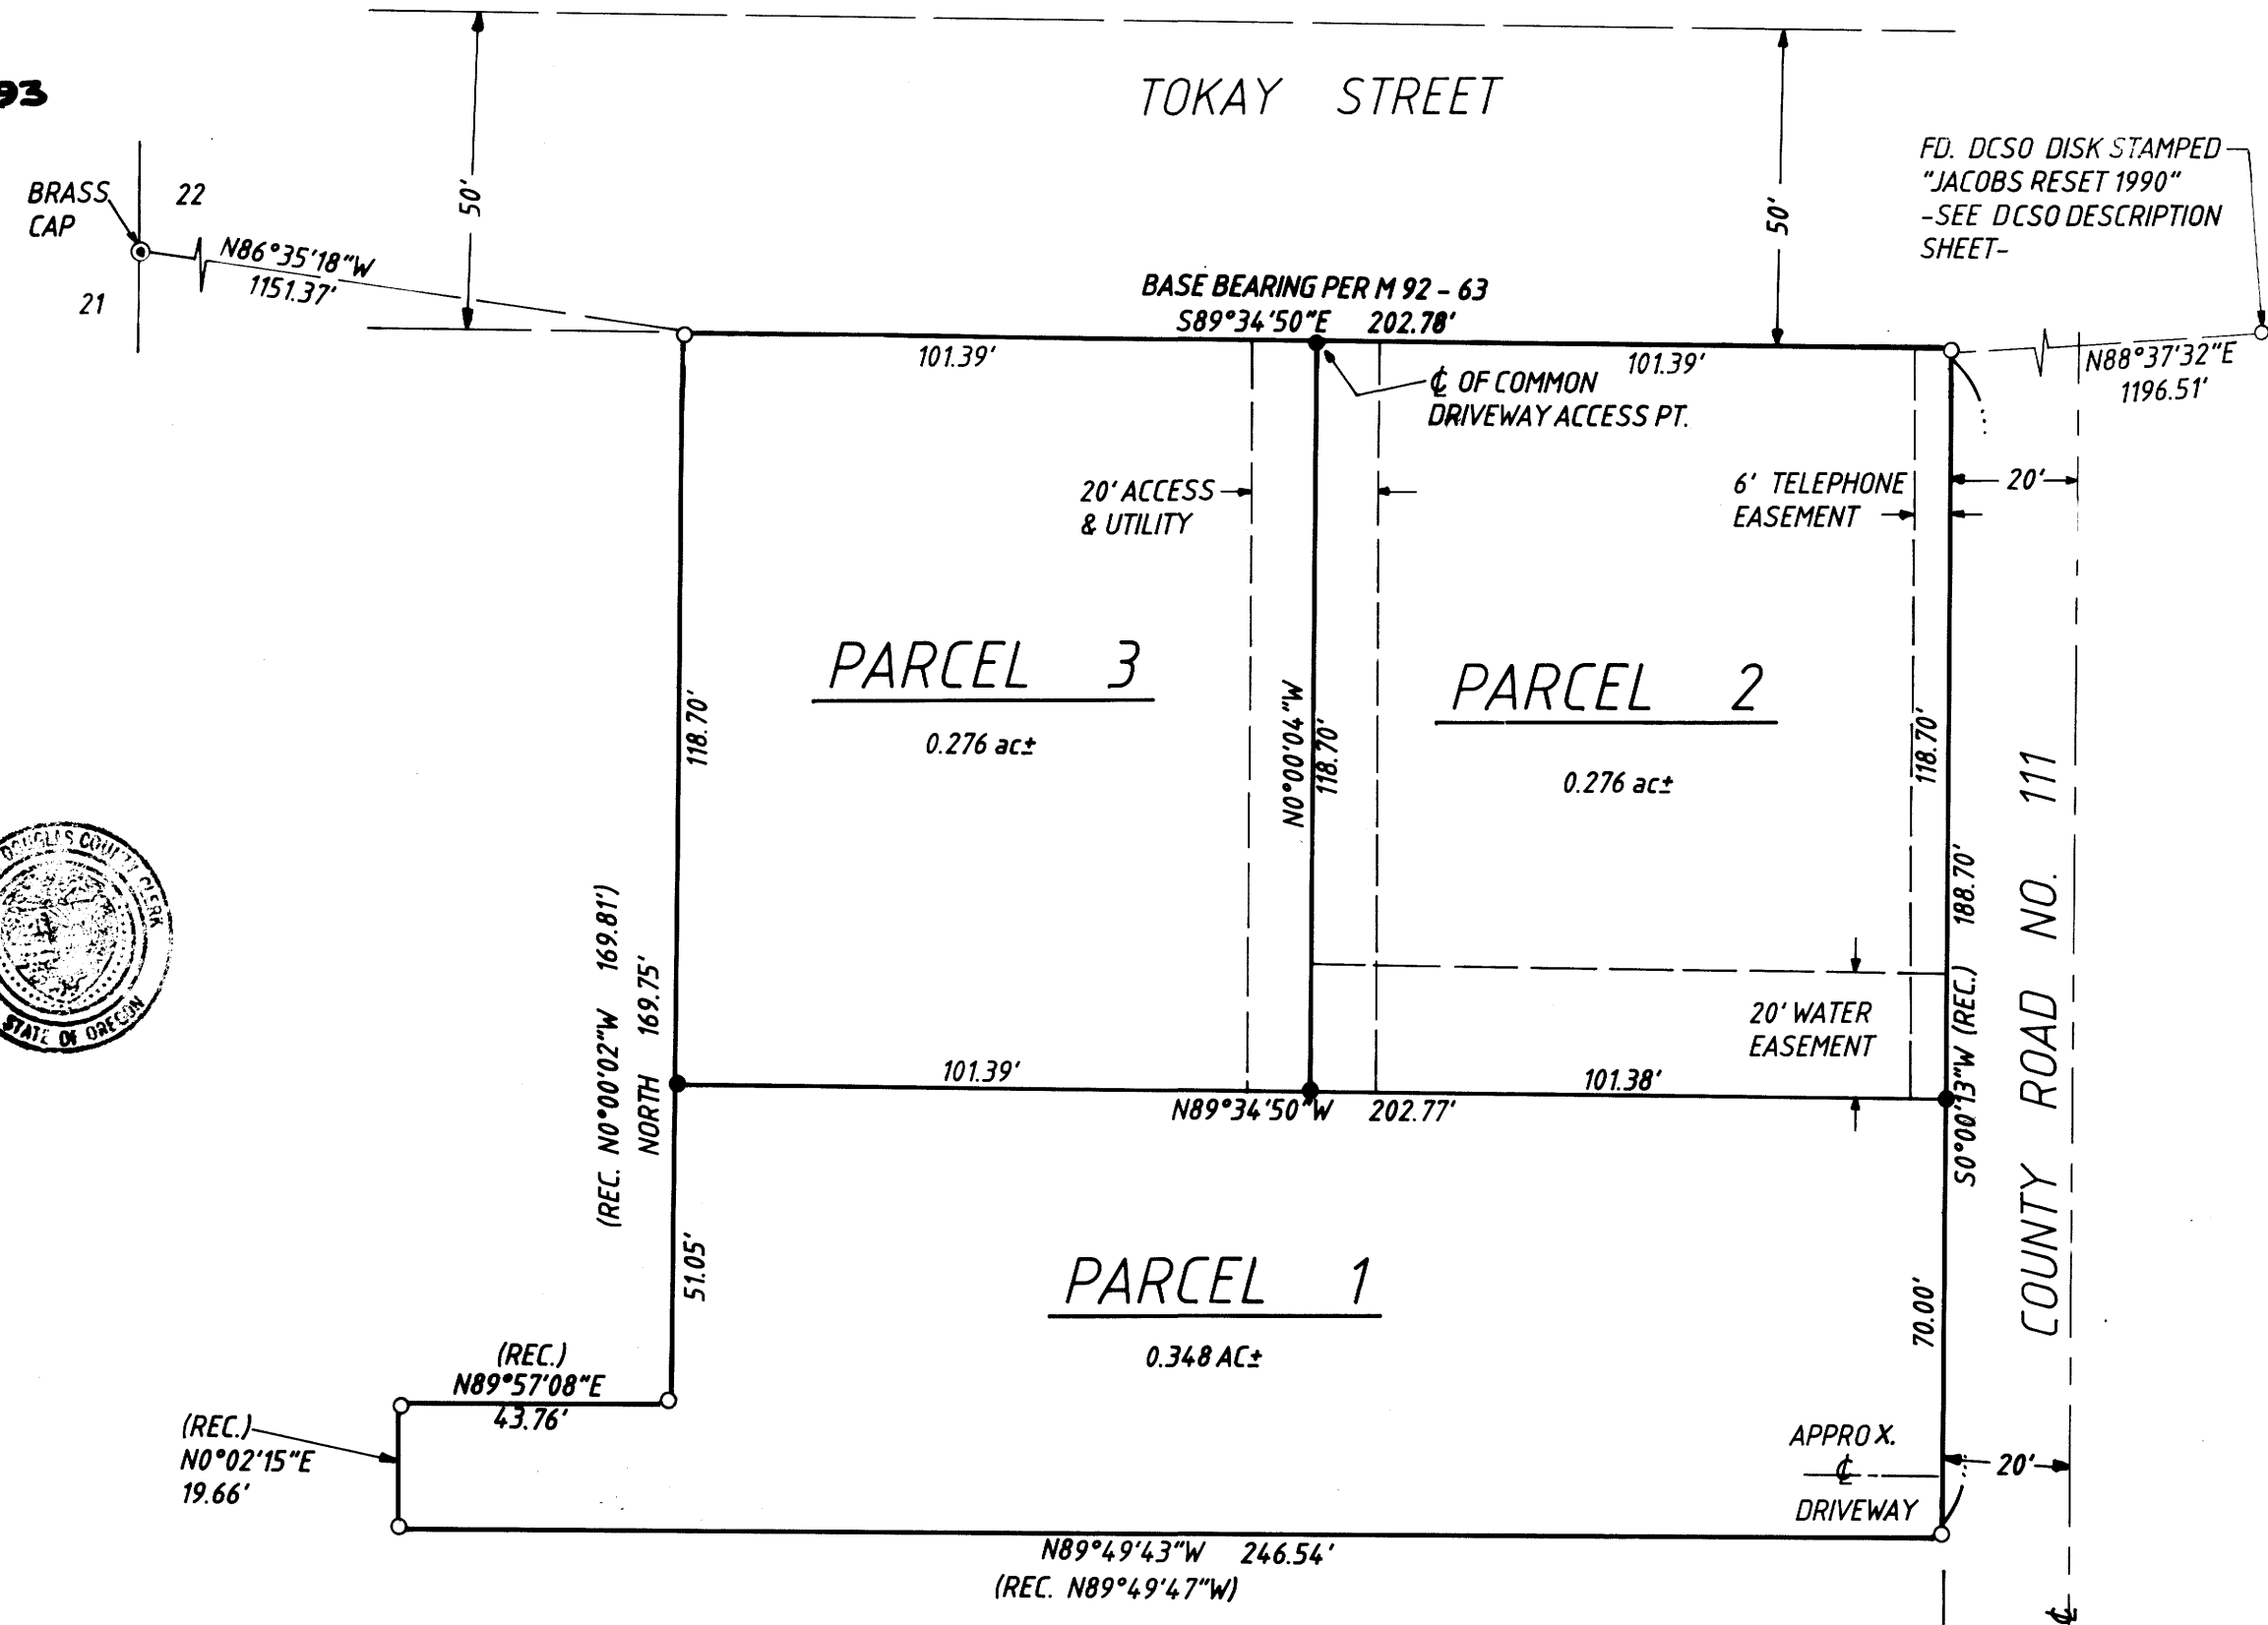 93
TOKAY STREET
BRASS
CAP
22
21
N86°35'18"W
1151.37'
50'
50'
FD. DCSO DISK STAMPED
"JACOBS RESET 1990"
-SEE DCSO DESCRIPTION
SHEET-
BASE BEARING PER M 92 - 63
S89°34'50"E 202.78'
101.39'
101.39'
N88°37'32"E
1196.51'
℄ OF COMMON
DRIVEWAY ACCESS PT.
20' ACCESS
& UTILITY
6' TELEPHONE
EASEMENT
20'
PARCEL 3
0.276 ac±
PARCEL 2
0.276 ac±
118.70'
N0°00'04"W
118.70'
118.70'
S0°00'13"W (REC.) 188.70'
COUNTY ROAD NO. 111
DOUGLAS COUNTY CLERK
STATE OF OREGON
(REC. N0°00'02"W 169.81')
NORTH 169.75'
20' WATER
EASEMENT
101.39'
101.38'
N89°34'50"W 202.77'
51.05'
PARCEL 1
0.348 AC±
70.00'
(REC.)
N89°57'08"E
43.76'
(REC.)
N0°02'15"E
19.66'
APPROX.
℄
DRIVEWAY
20'
N89°49'43"W 246.54'
(REC. N89°49'47"W)
℄